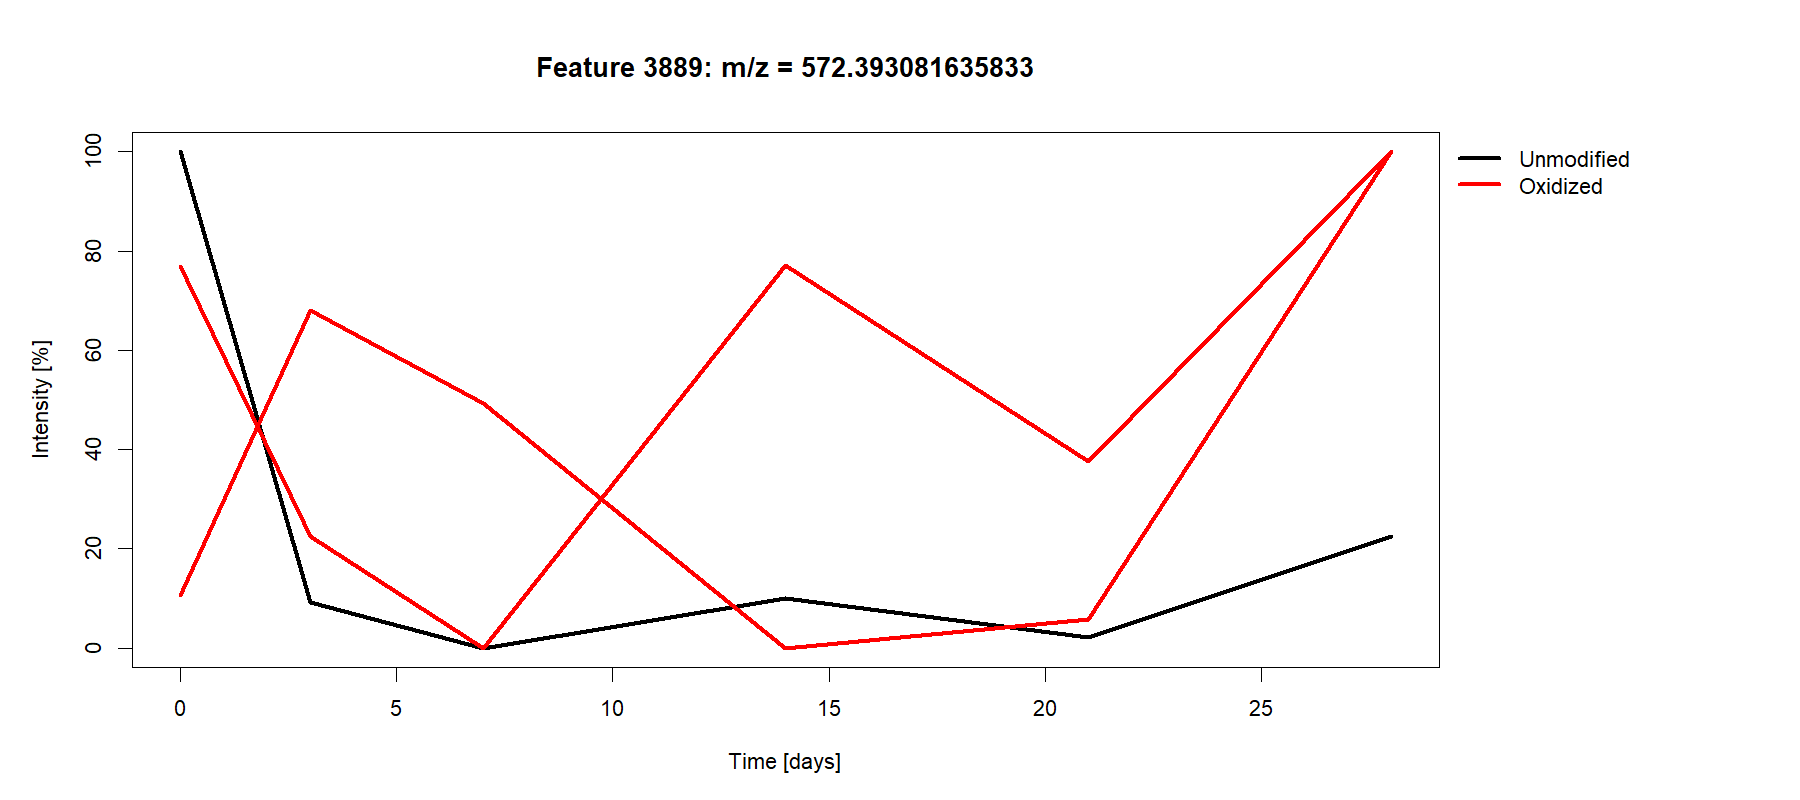 Feature 3889: m/z = 572.393081635833
Unmodified
Oxidized
Intensity [%]
100
80
60
40
20
0
0 5 10 15 20 25
Time [days]